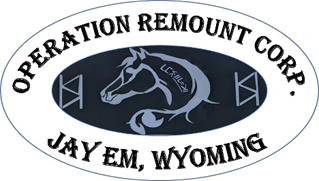 OPERATION REMOUNT CORP.
JAY EM, WYOMING